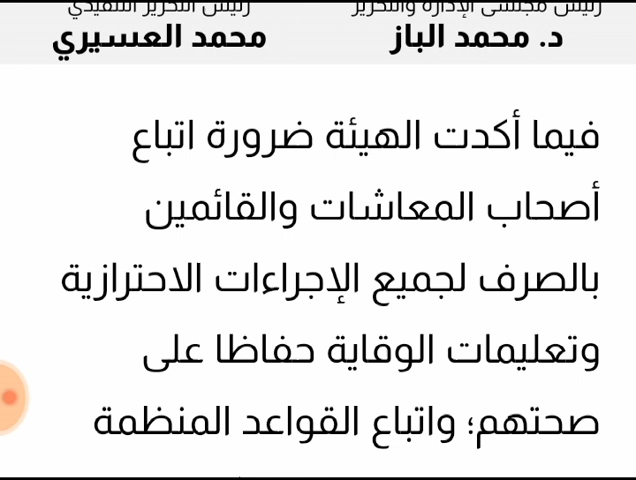 رئيس مجلسى الإدارة والتحرير
رئيس التحرير التنفيذي
د. محمد الباز
محمد العسيري
فيما أكدت الهيئة ضرورة اتباع
أصحاب المعاشات والقائمين
بالصرف لجميع الإجراءات الاحترازية
وتعليمات الوقاية حفاظا على
صحتهم؛ واتباع القواعد المنظمة